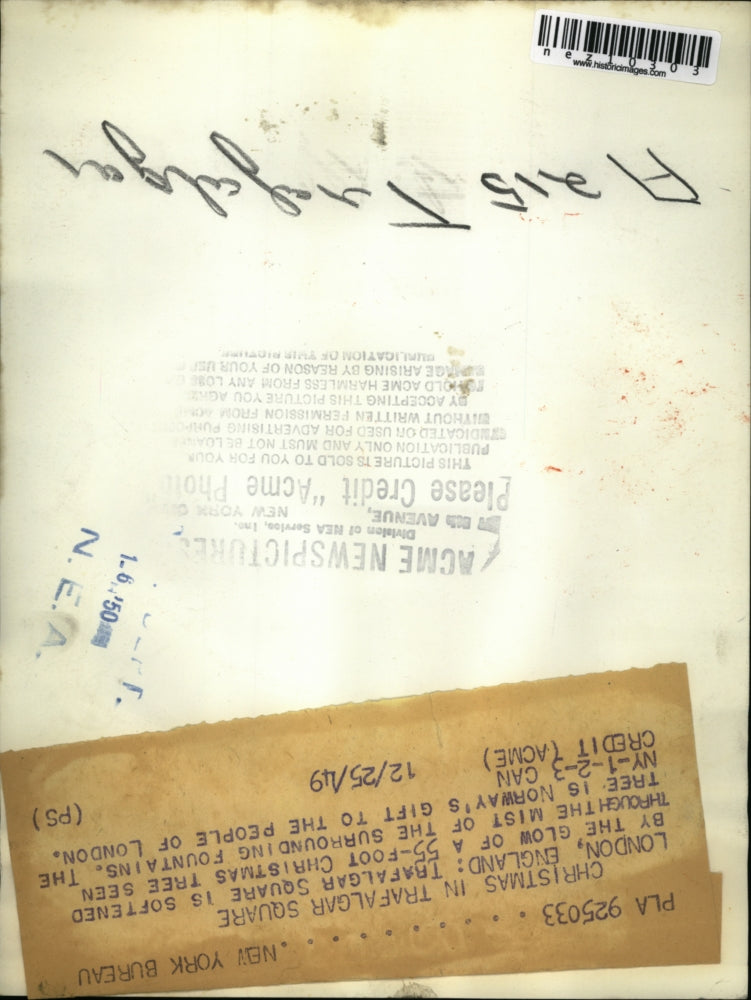 PLA 925033 . . . . . . . . NEW YORK BUREAU
CHRISTMAS IN TRAFALGAR SQUARE
LONDON, ENGLAND: TRAFALGAR SQUARE IS SOFTENED
BY THE GLOW OF A 55-FOOT CHRISTMAS TREE SEEN
THROUGH THE MIST OF THE SURROUNDING FOUNTAINS. THE
TREE IS NORWAY'S GIFT TO THE PEOPLE OF LONDON.
NY-1-2-3 CAN (PS)
CREDIT (ACME) 12/25/49
ACME NEWSPICTURES
Division of NEA Service, Inc.
8th AVENUE, NEW YORK
Please Credit "Acme Photo"
THIS PICTURE IS SOLD TO YOU FOR YOUR
PUBLICATION ONLY AND MUST NOT BE LOANED
SYNDICATED OR USED FOR ADVERTISING PURPOSES
WITHOUT WRITTEN PERMISSION FROM ACME
BY ACCEPTING THIS PICTURE YOU AGREE
TO HOLD ACME HARMLESS FROM ANY LOSS
DAMAGE ARISING BY REASON OF YOUR USE
PUBLICATION OF THIS PICTURE
A 215 Trafalgar
N.E.A.
1-6-'50
nez10303
www.historicimages.com